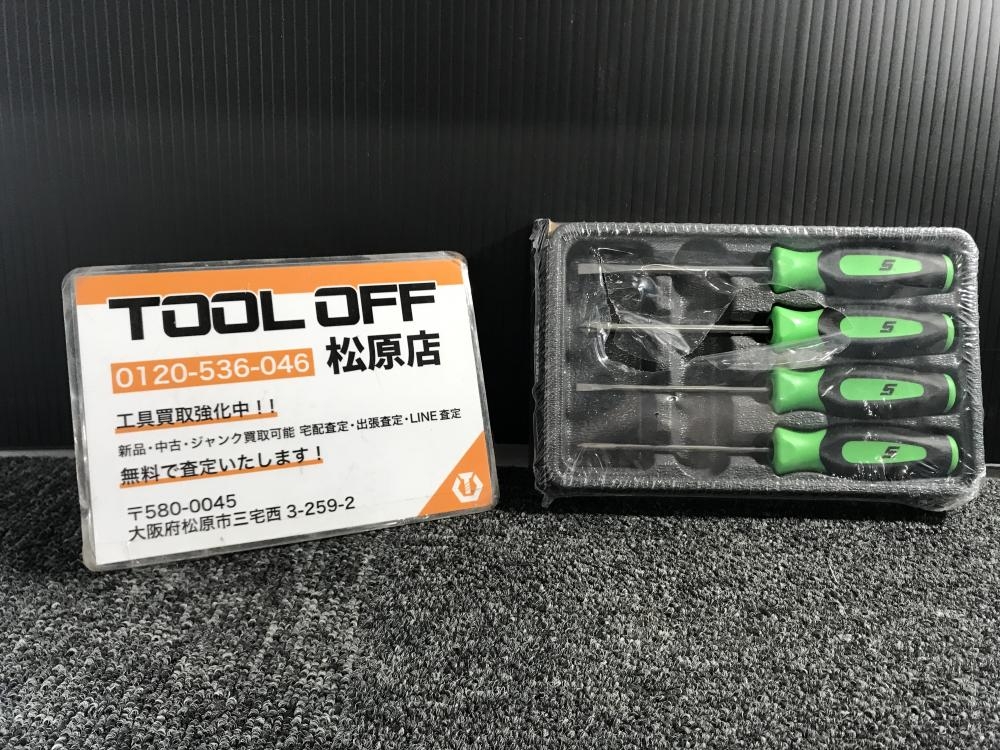 TOOL OFF
0120-536-046 松原店
工具買取強化中！！
新品・中古・ジャンク買取可能 宅配査定・出張査定・LINE査定
無料で査定いたします！
〒580-0045
大阪府松原市三宅西 3-259-2
S
S
S
S